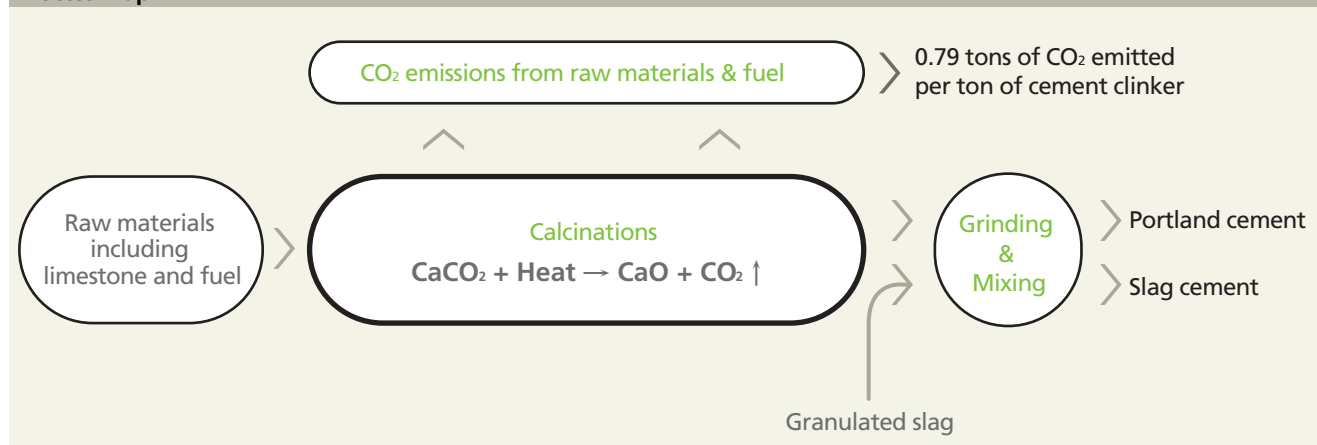 CO₂ emissions from raw materials & fuel
0.79 tons of CO₂ emitted
per ton of cement clinker
Raw materials
including
limestone and fuel
Calcinations
CaCO₂ + Heat → CaO + CO₂ ↑
Grinding
&
Mixing
Portland cement
Slag cement
Granulated slag